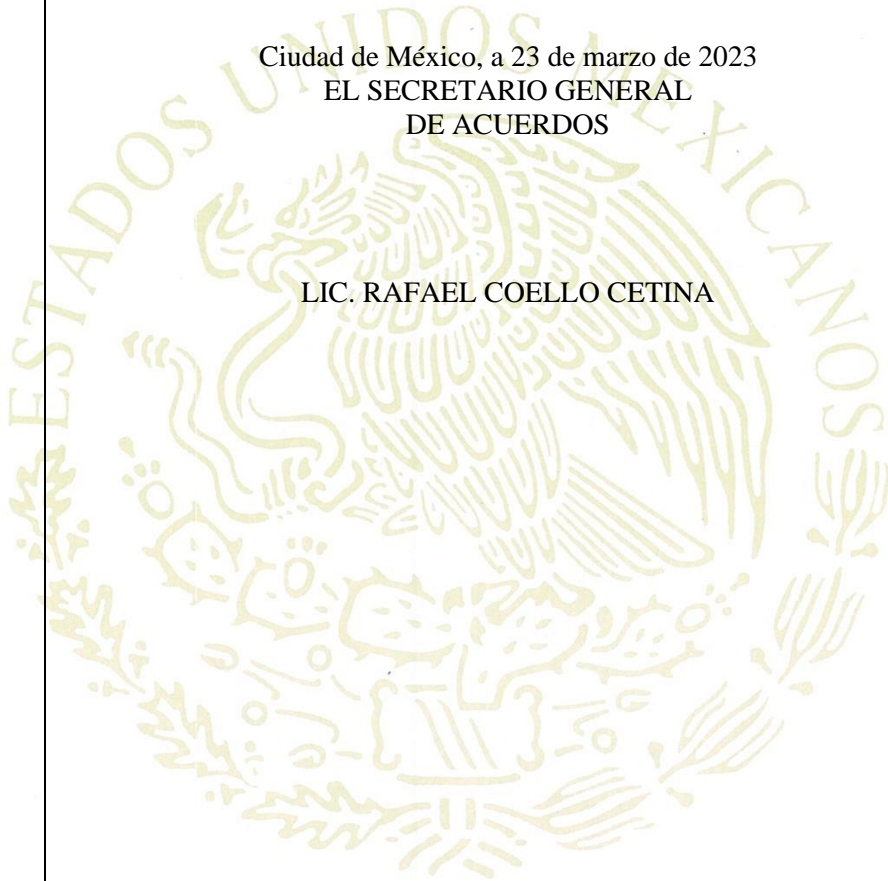 Ciudad de México, a 23 de marzo de 2023
EL SECRETARIO GENERAL
DE ACUERDOS
LIC. RAFAEL COELLO CETINA
ESTADOS UNIDOS MEXICANOS